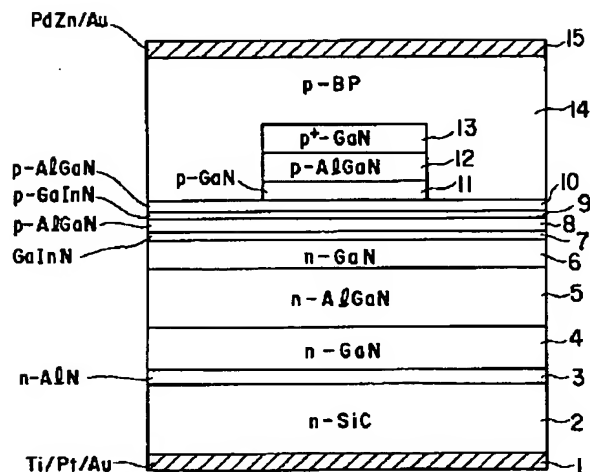 PdZn/Au
15
p-BP
14
p⁺-GaN
13
p-AlGaN
12
p-GaN
11
p-AlGaN
10
p-GaInN
9
p-AlGaN
8
GaInN
7
n-GaN
6
n-AlGaN
5
n-GaN
4
n-AlN
3
n-SiC
2
Ti/Pt/Au
1